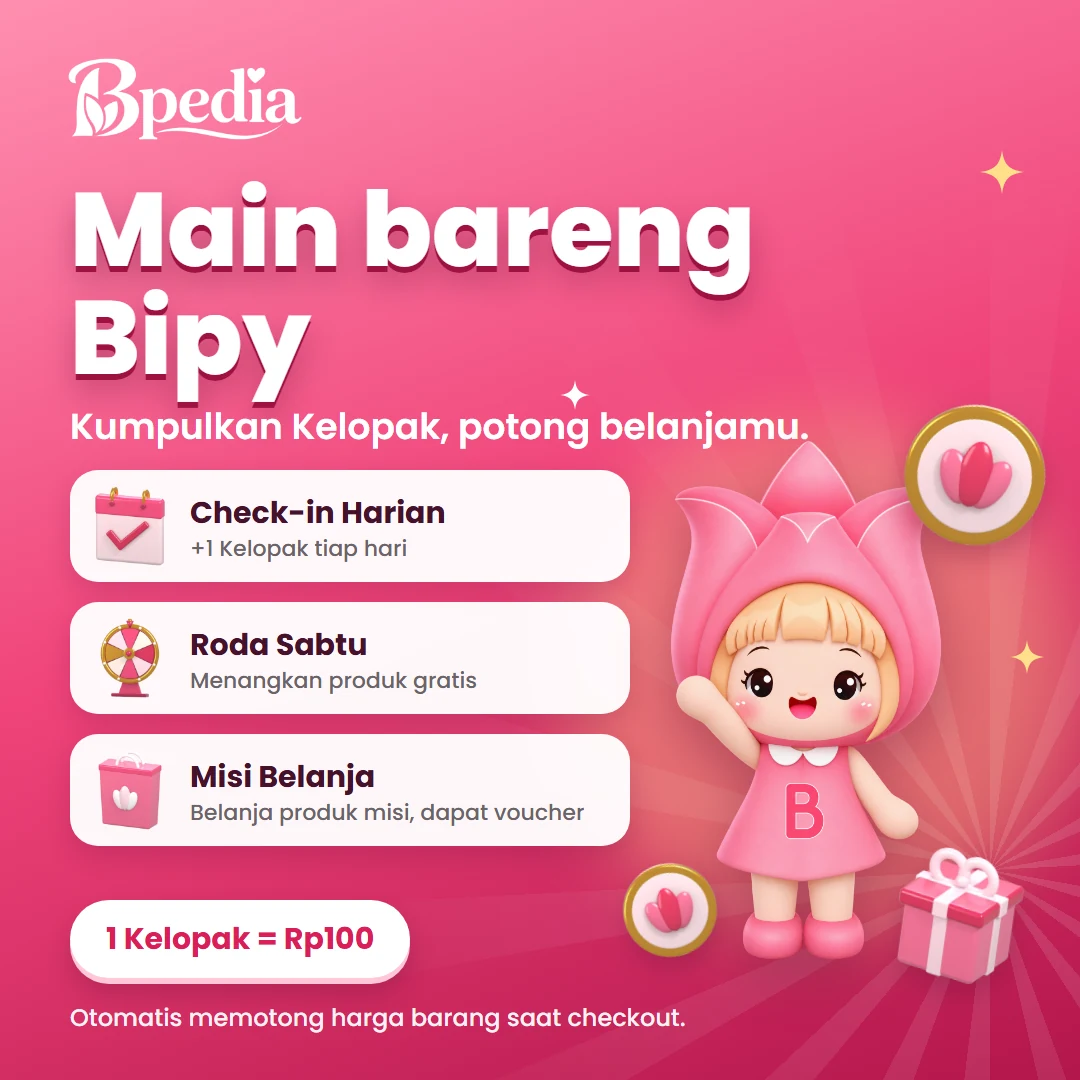 Bpedia
Main bareng
Bipy
Kumpulkan Kelopak, potong belanjamu.
Check-in Harian
+1 Kelopak tiap hari
Roda Sabtu
Menangkan produk gratis
Misi Belanja
Belanja produk misi, dapat voucher
B
1 Kelopak = Rp100
Otomatis memotong harga barang saat checkout.